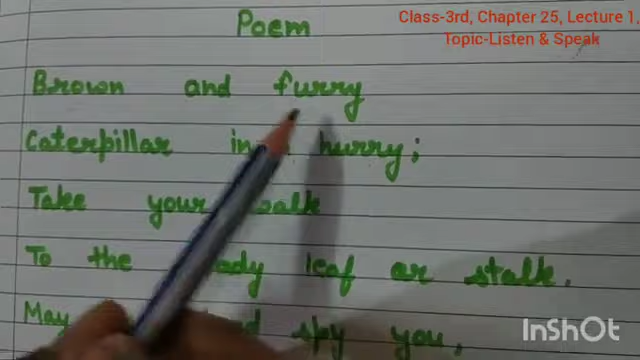 Class-3rd, Chapter 25, Lecture 1,
Topic-Listen & Speak
Poem
Brown and furry
Caterpillar in hurry;
Take your walk
To the leaf or stalk.
May spy you,
InShOt